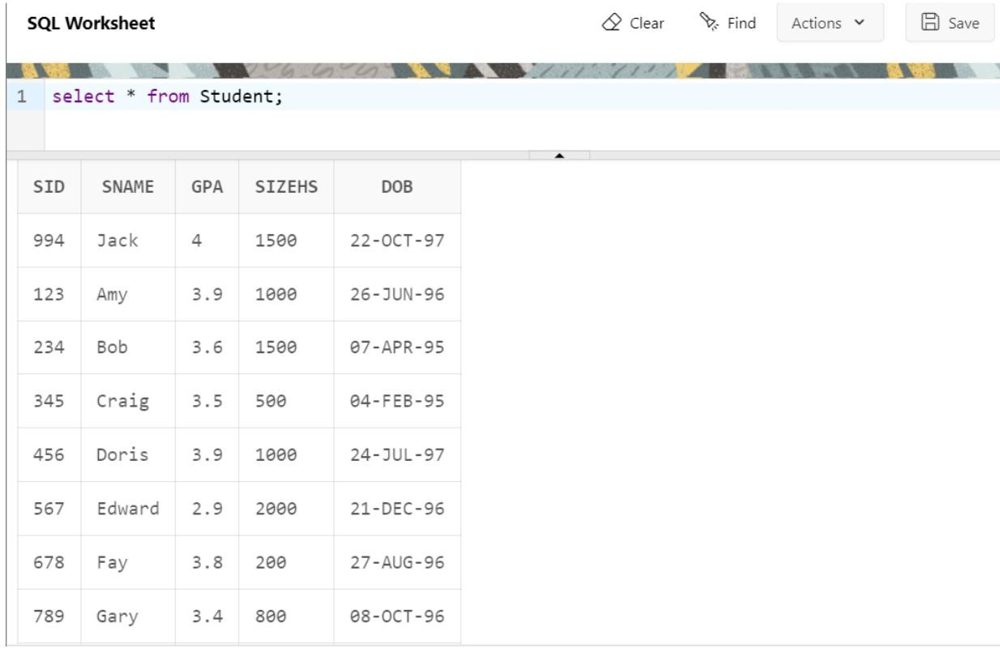 SQL Worksheet Clear Find Actions Save
1 select * from Student;
SID SNAME GPA SIZEHS DOB
994 Jack 4 1500 22-OCT-97
123 Amy 3.9 1000 26-JUN-96
234 Bob 3.6 1500 07-APR-95
345 Craig 3.5 500 04-FEB-95
456 Doris 3.9 1000 24-JUL-97
567 Edward 2.9 2000 21-DEC-96
678 Fay 3.8 200 27-AUG-96
789 Gary 3.4 800 08-OCT-96